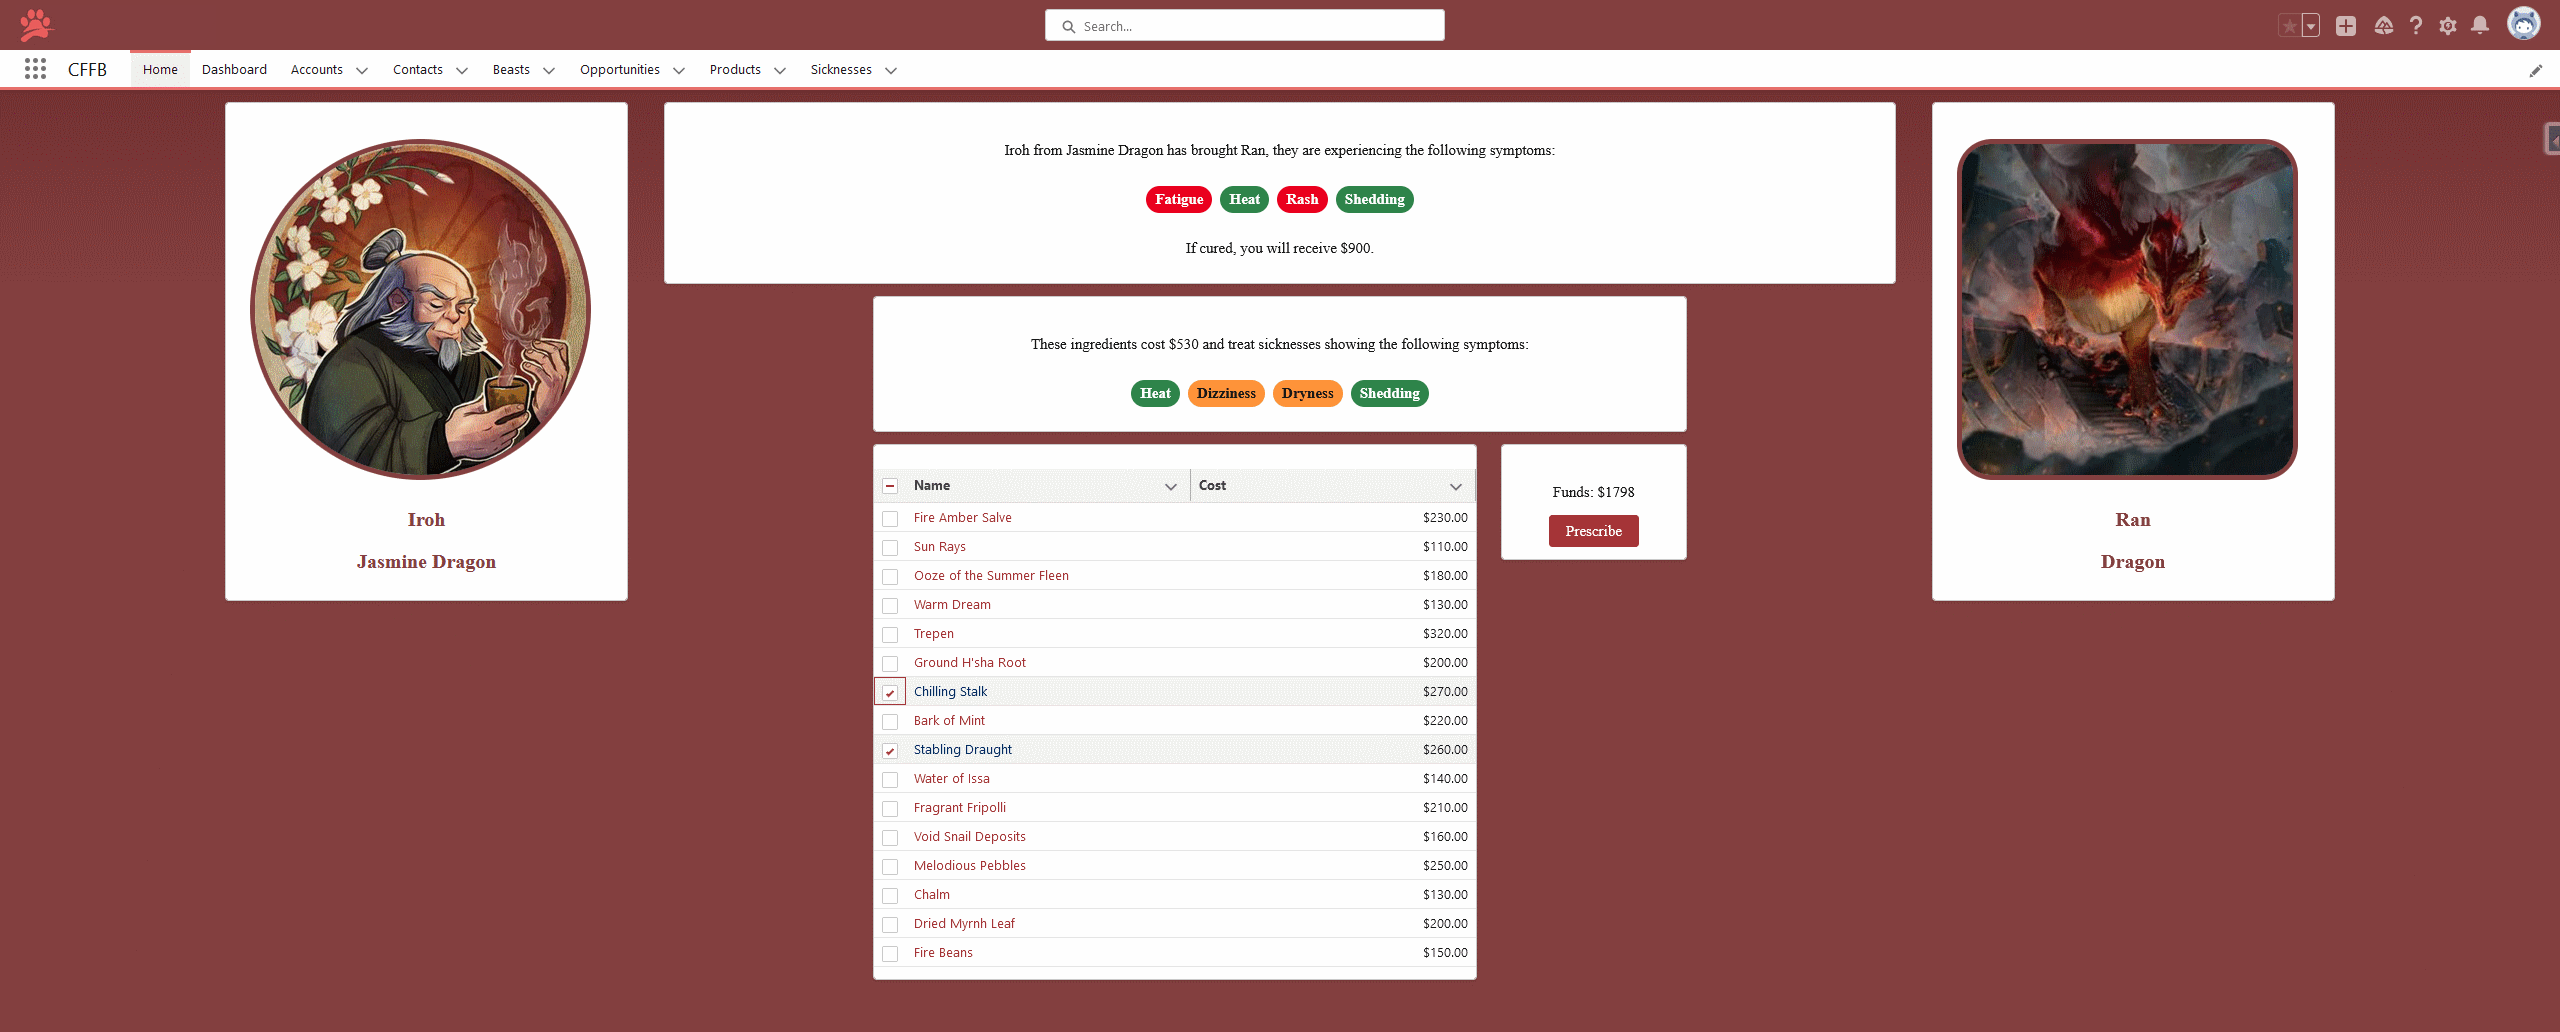 Search...
CFFB
Home
Dashboard
Accounts
Contacts
Beasts
Opportunities
Products
Sicknesses
Iroh
Jasmine Dragon
Iroh from Jasmine Dragon has brought Ran, they are experiencing the following symptoms:
Fatigue Heat Rash Shedding
If cured, you will receive $900.
These ingredients cost $530 and treat sicknesses showing the following symptoms:
Heat Dizziness Dryness Shedding
Name Cost
Fire Amber Salve $230.00
Sun Rays $110.00
Ooze of the Summer Fleen $180.00
Warm Dream $130.00
Trepen $320.00
Ground H'sha Root $200.00
Chilling Stalk $270.00
Bark of Mint $220.00
Stabling Draught $260.00
Water of Issa $140.00
Fragrant Fripolli $210.00
Void Snail Deposits $160.00
Melodious Pebbles $250.00
Chalm $130.00
Dried Myrnh Leaf $200.00
Fire Beans $150.00
Funds: $1798
Prescribe
Ran
Dragon